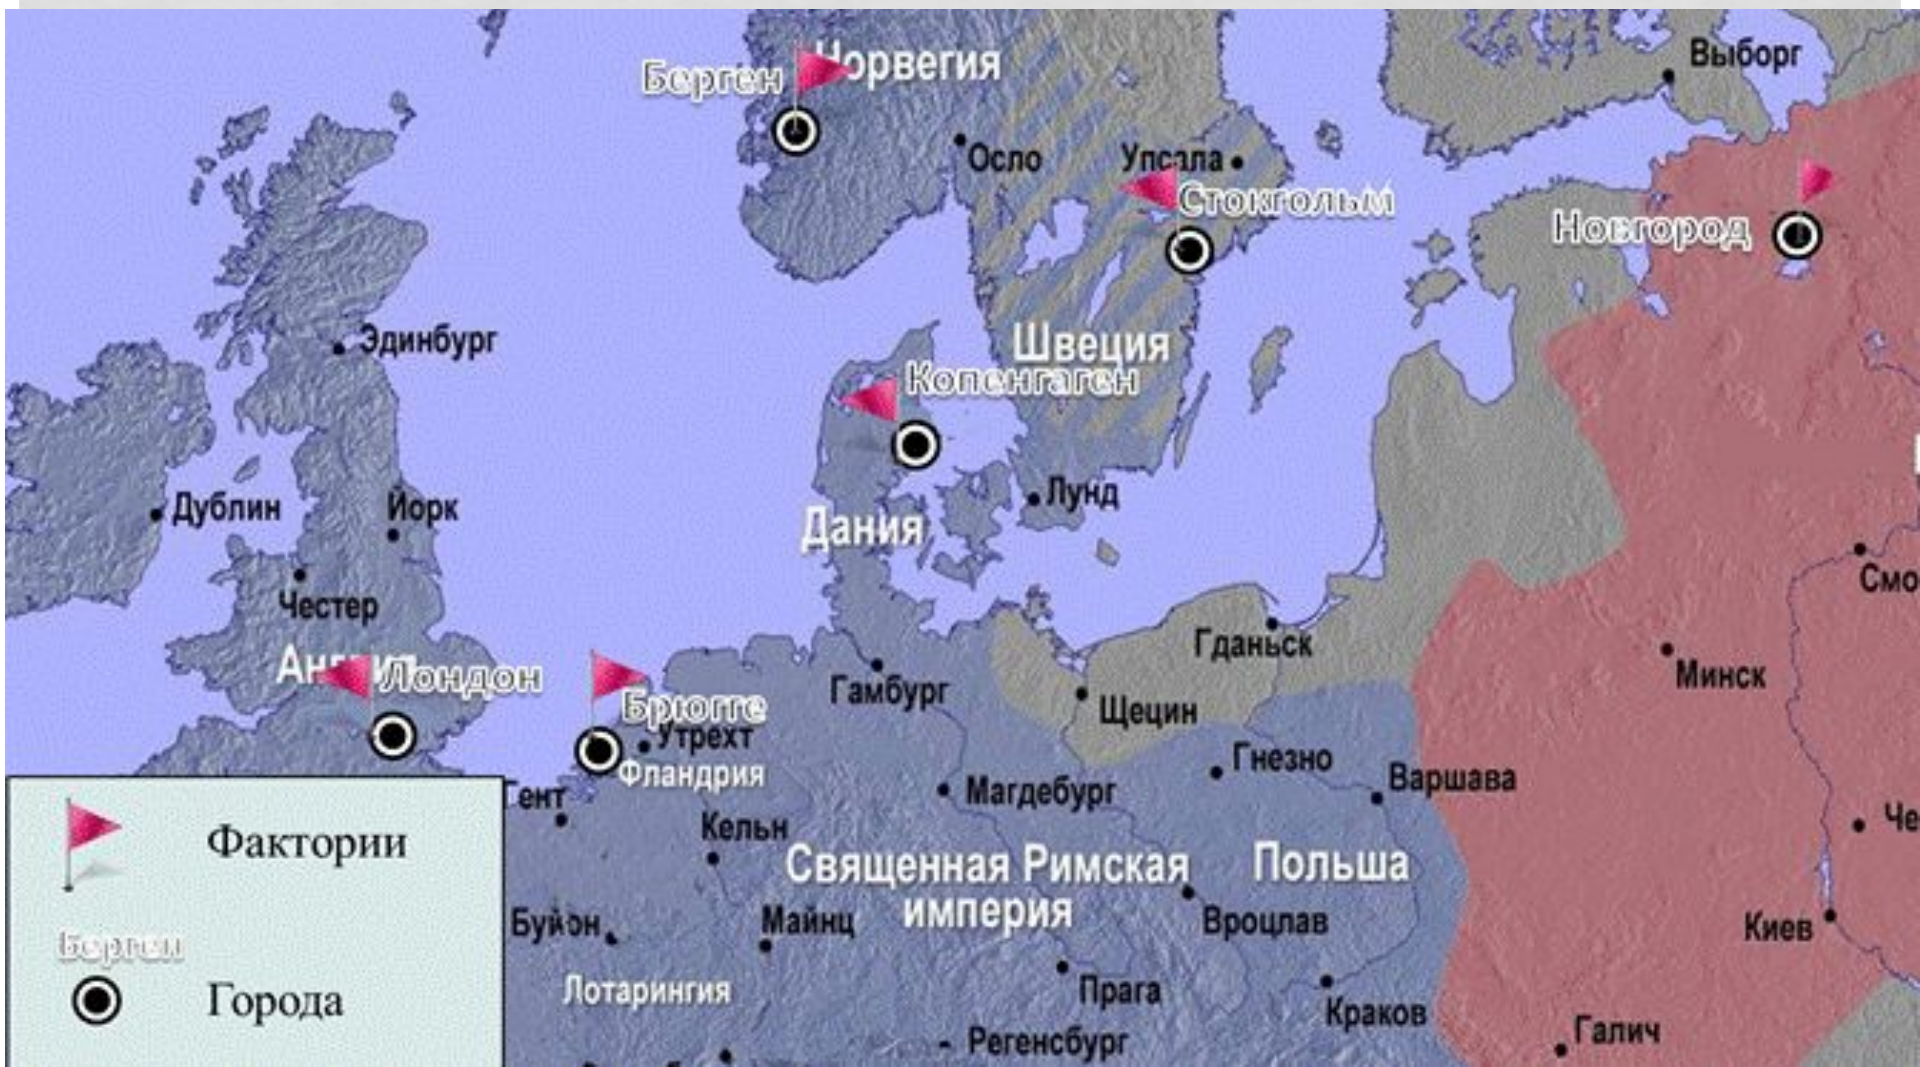 Выборг
Норвегия
Берген
Осло
Упсала
Стокгольм
Новгород
Эдинбург
Швеция
Копенгаген
Дублин
Йорк
Лунд
Дания
Смо
Честер
Гданьск
Минск
Англия
Лондон
Гамбург
Брюгге
Щецин
Утрехт
Фландрия
Гнезно
Варшава
Гент
Магдебург
Кельн
Че
Фактории
Священная Римская
империя
Польша
Буйон
Майнц
Вроцлав
Киев
Берген
Лотарингия
Прага
Города
Краков
Галич
Регенсбург